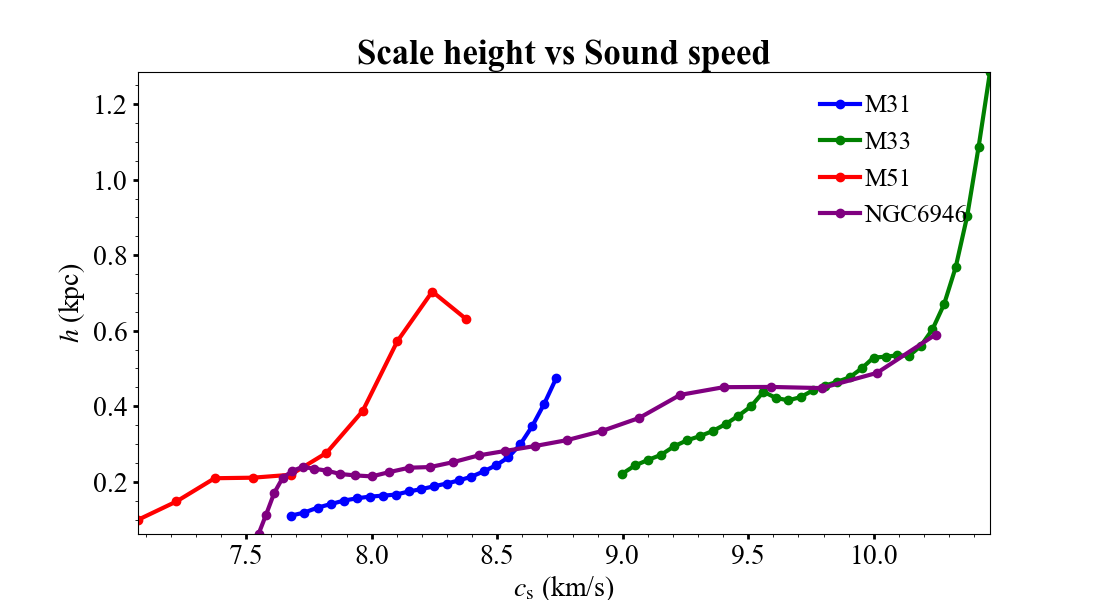 Scale height vs Sound speed
1.2
1.0
0.8
0.6
0.4
0.2
h (kpc)
M31
M33
M51
NGC6946
7.5 8.0 8.5 9.0 9.5 10.0
cs (km/s)